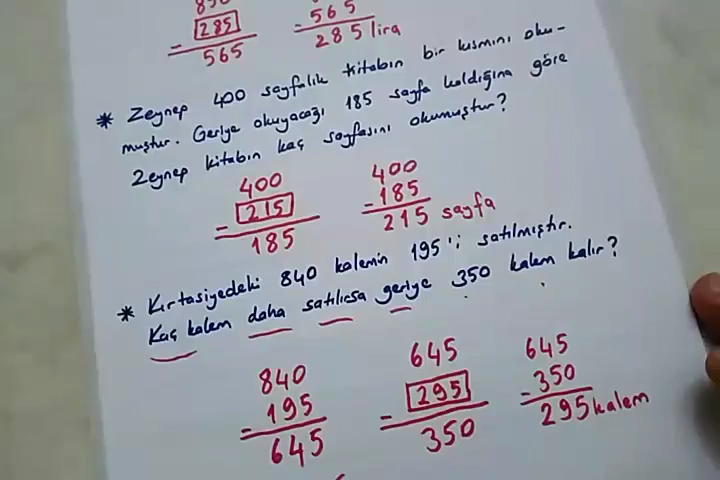 - 285
565
- 565
285 lira
* Zeynep 400 sayfalık kitabın bir kısmını oku-
muştur. Geriye okuyacağı 185 sayfa kaldığına göre
Zeynep kitabın kaç sayfasını okumuştur?
400
- 215
185
400
- 185
215 sayfa
* Kırtasiyedeki 840 kalemin 195'i satılmıştır.
Kaç kalem daha satılırsa geriye 350 kalem kalır?
840
- 195
645
645
- 295
350
645
- 350
295 kalem